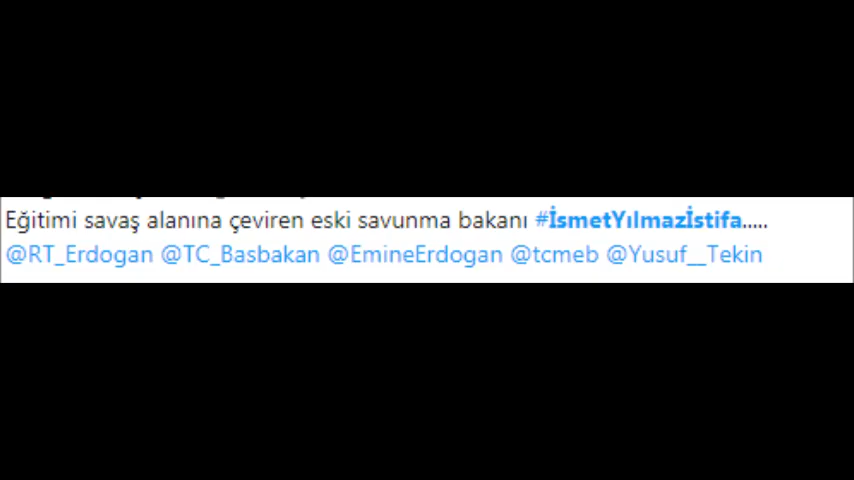 Eğitimi savaş alanına çeviren eski savunma bakanı #İsmetYılmazİstifa.....
@RT_Erdogan @TC_Basbakan @EmineErdogan @tcmeb @Yusuf__Tekin